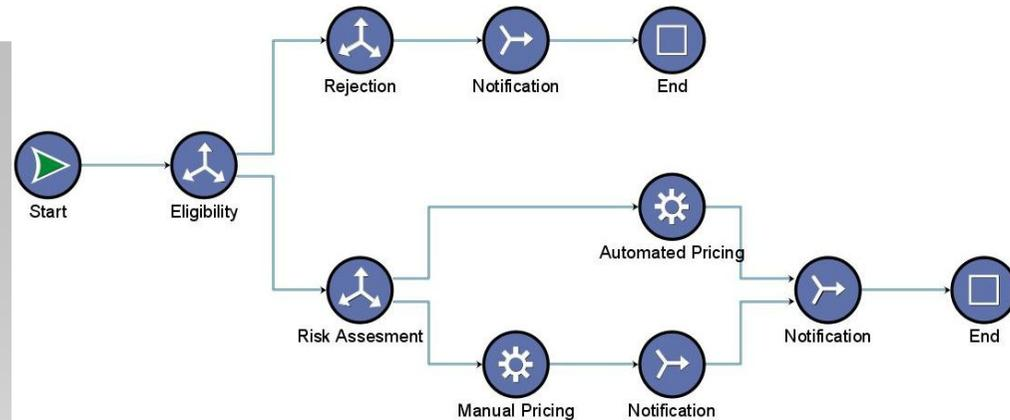 Rejection
Notification
End
Start
Eligibility
Automated Pricing
Risk Assesment
Notification
End
Manual Pricing
Notification